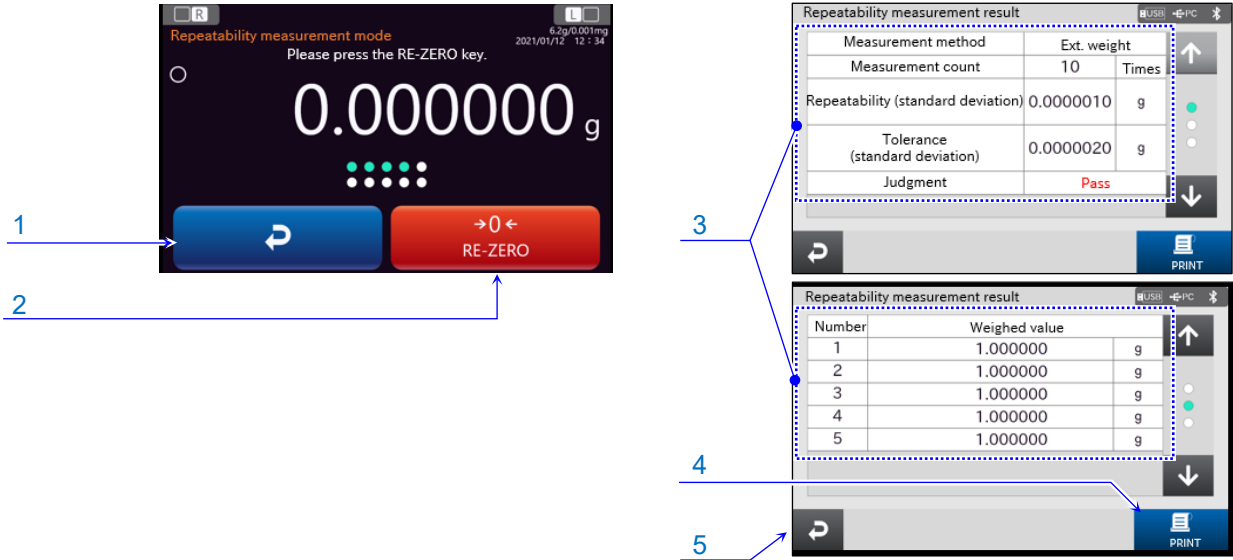 R
L
Repeatability measurement mode
6.2g/0.001mg
2021/01/12 12:34
Please press the RE-ZERO key.
0.000000 g
→0←
RE-ZERO
1
2
3
4
5
Repeatability measurement result
USB PC
Measurement method Ext. weight
Measurement count 10 Times
Repeatability (standard deviation) 0.0000010 g
Tolerance
(standard deviation) 0.0000020 g
Judgment Pass
PRINT
Repeatability measurement result
USB PC
Number Weighed value
1 1.000000 g
2 1.000000 g
3 1.000000 g
4 1.000000 g
5 1.000000 g
PRINT